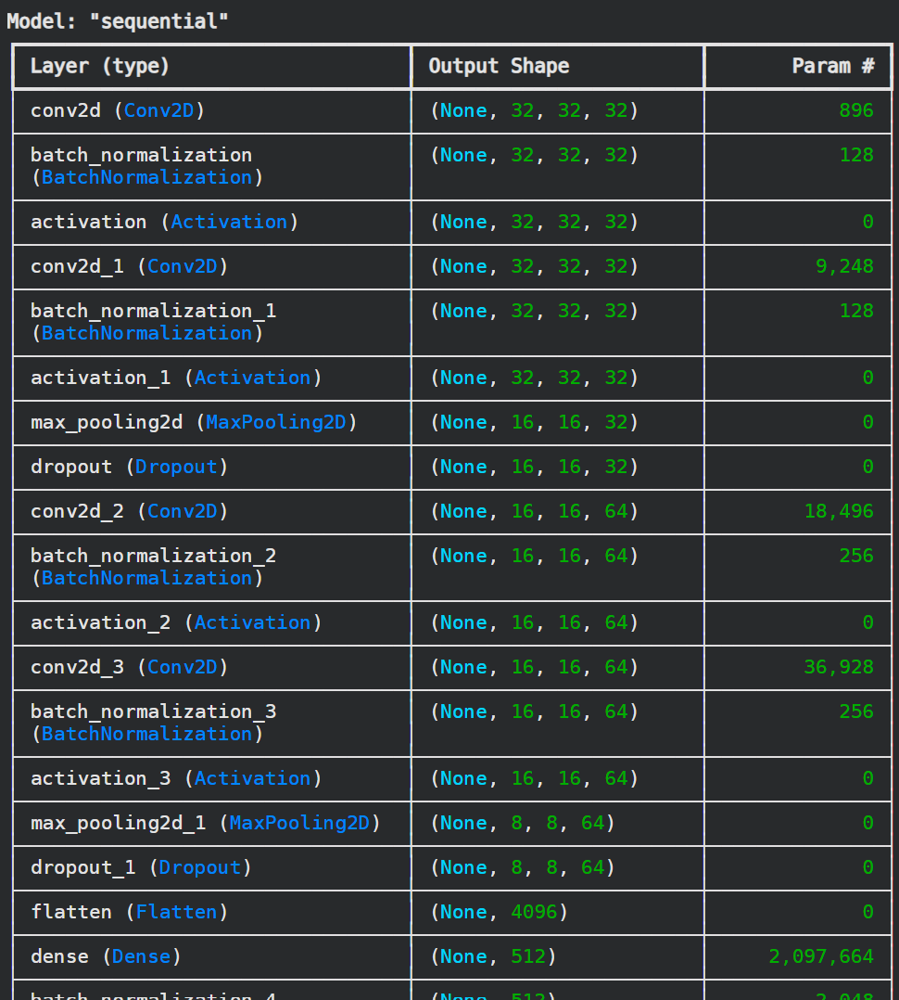 Model: "sequential"
Layer (type) Output Shape Param #
conv2d (Conv2D) (None, 32, 32, 32) 896
batch_normalization (None, 32, 32, 32) 128
(BatchNormalization)
activation (Activation) (None, 32, 32, 32) 0
conv2d_1 (Conv2D) (None, 32, 32, 32) 9,248
batch_normalization_1 (None, 32, 32, 32) 128
(BatchNormalization)
activation_1 (Activation) (None, 32, 32, 32) 0
max_pooling2d (MaxPooling2D) (None, 16, 16, 32) 0
dropout (Dropout) (None, 16, 16, 32) 0
conv2d_2 (Conv2D) (None, 16, 16, 64) 18,496
batch_normalization_2 (None, 16, 16, 64) 256
(BatchNormalization)
activation_2 (Activation) (None, 16, 16, 64) 0
conv2d_3 (Conv2D) (None, 16, 16, 64) 36,928
batch_normalization_3 (None, 16, 16, 64) 256
(BatchNormalization)
activation_3 (Activation) (None, 16, 16, 64) 0
max_pooling2d_1 (MaxPooling2D) (None, 8, 8, 64) 0
dropout_1 (Dropout) (None, 8, 8, 64) 0
flatten (Flatten) (None, 4096) 0
dense (Dense) (None, 512) 2,097,664
batch_normalization_4 (None, 512) 2,048